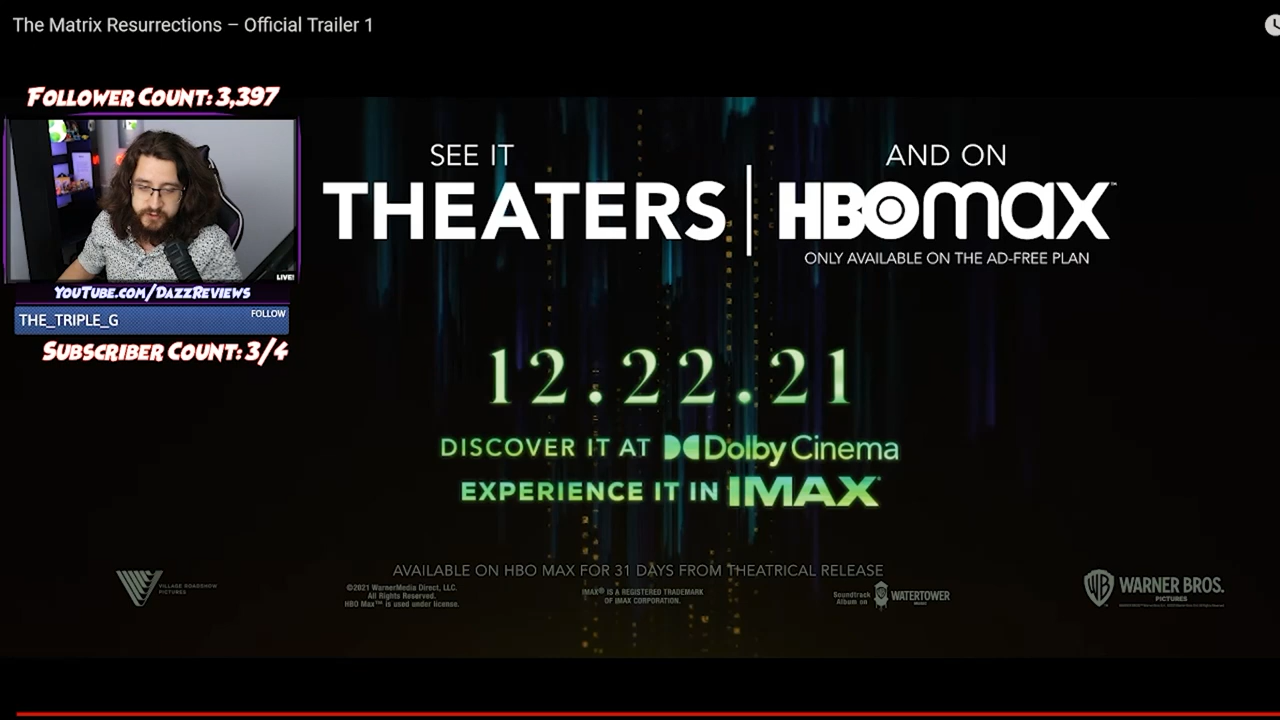 The Matrix Resurrections – Official Trailer 1
FOLLOWER COUNT: 3,397
LIVE!
YOUTUBE.COM/DAZZREVIEWS
THE_TRIPLE_G
FOLLOW
SUBSCRIBER COUNT: 3/4
SEE IT
THEATERS
AND ON
HBOmax™
ONLY AVAILABLE ON THE AD-FREE PLAN
12.22.21
DISCOVER IT AT Dolby Cinema
EXPERIENCE IT IN IMAX®
AVAILABLE ON HBO MAX FOR 31 DAYS FROM THEATRICAL RELEASE
VILLAGE ROADSHOW
PICTURES
©2021 WarnerMedia Direct, LLC.
All Rights Reserved.
HBO Max™ is used under license.
IMAX® IS A REGISTERED TRADEMARK
OF IMAX CORPORATION.
Soundtrack
Album on
WATERTOWER
MUSIC
WB
WARNER BROS.
PICTURES